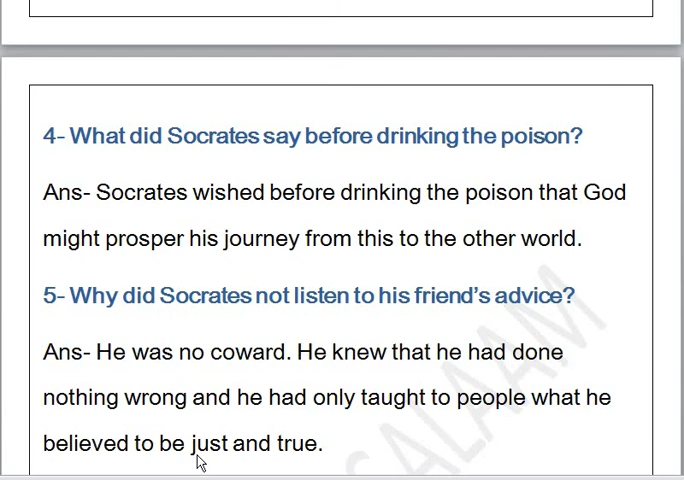 4- What did Socrates say before drinking the poison?
Ans- Socrates wished before drinking the poison that God
might prosper his journey from this to the other world.
5- Why did Socrates not listen to his friend's advice?
Ans- He was no coward. He knew that he had done
nothing wrong and he had only taught to people what he
believed to be just and true.
SALAAM